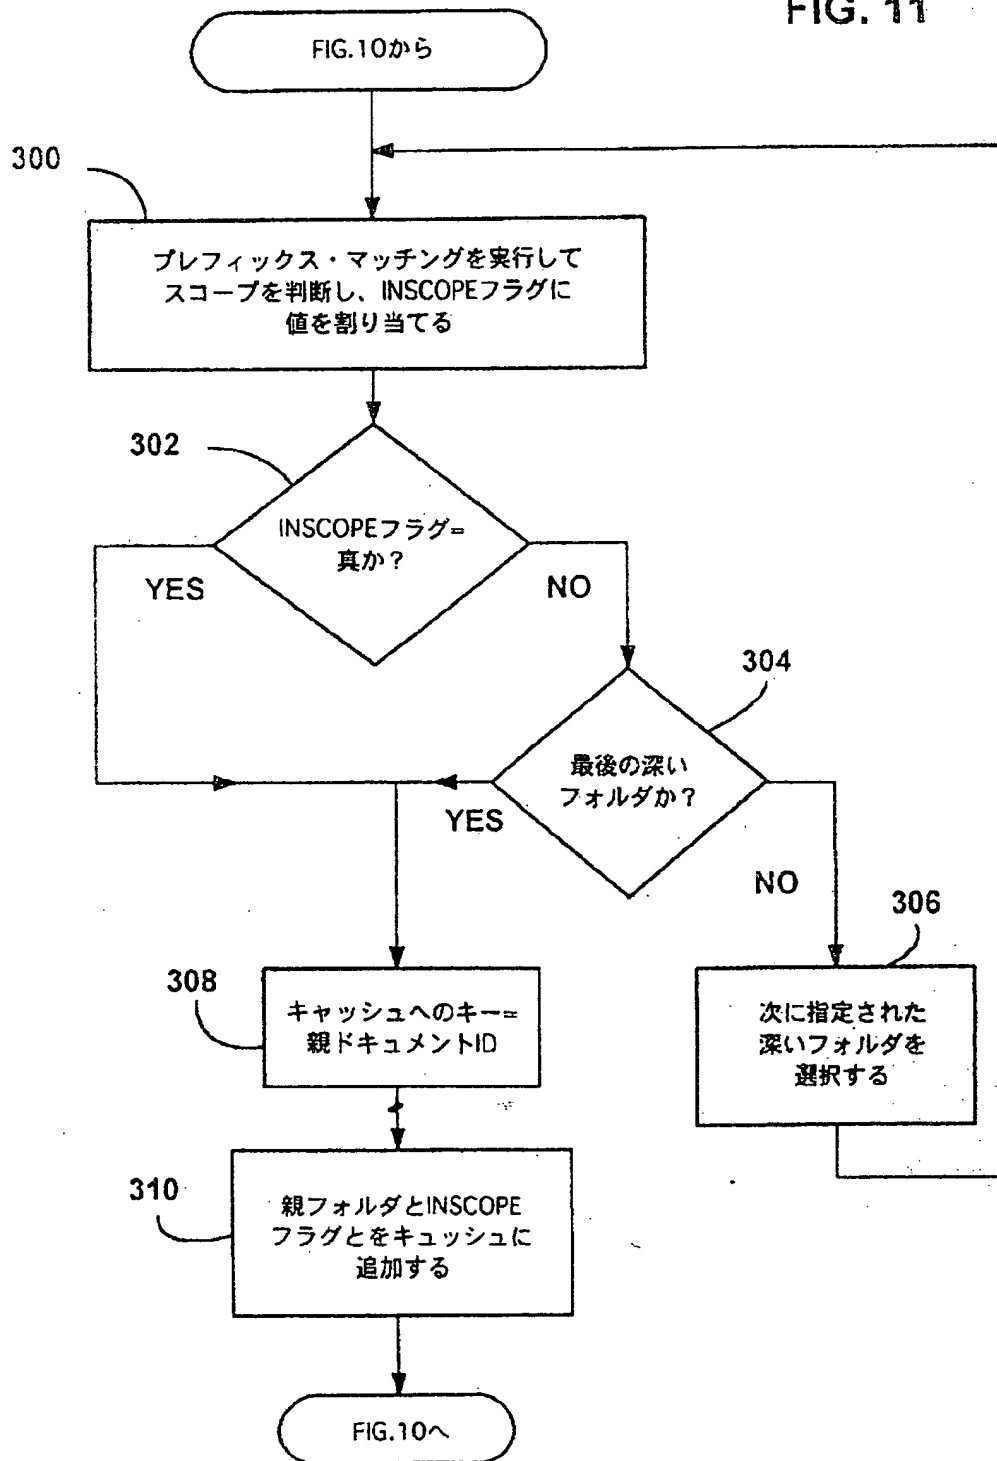 FIG. 11
FIG.10から
300
プレフィックス・マッチングを実行して
スコープを判断し、INSCOPEフラグに
値を割り当てる
302
INSCOPEフラグ=
真か？
YES
NO
304
最後の深い
フォルダか？
YES
NO
306
次に指定された
深いフォルダを
選択する
308
キャッシュへのキー=
親ドキュメントID
310
親フォルダとINSCOPE
フラグとをキュッシュに
追加する
FIG.10へ